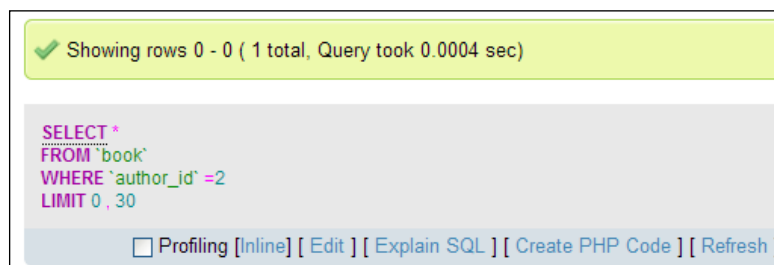 Showing rows 0 - 0 ( 1 total, Query took 0.0004 sec)
SELECT *
FROM `book`
WHERE `author_id` =2
LIMIT 0 , 30
Profiling [Inline] [ Edit ] [ Explain SQL ] [ Create PHP Code ] [ Refresh